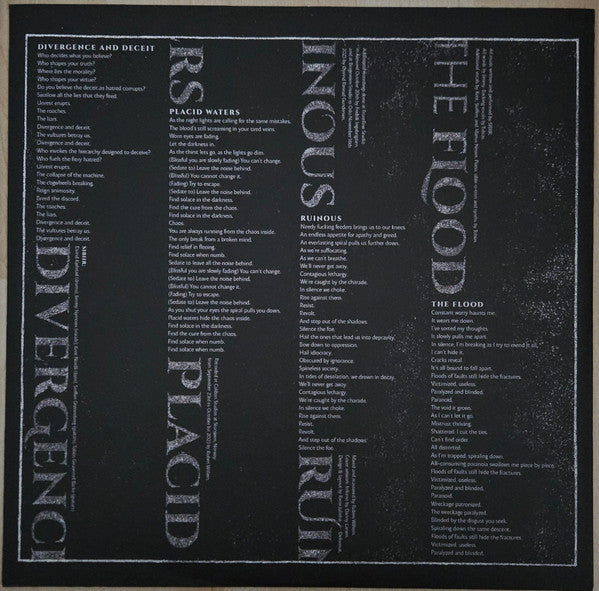 DIVERGENCE AND DECEIT
Who decides what you believe?
Who shapes your truth?
Where lies the morality?
Who shapes your virtue?
Do you believe the deceit as hatred corrupts?
Swallow all the lies that they feed.
Unrest erupts.
The roaches.
The liars.
Divergence and deceit.
The vultures betray us.
Divergence and deceit.
Who invokes the hierarchy designed to deceive?
Who fuels the fiery hatred?
Unrest erupts.
The collapse of the machine.
The cogwheels breaking.
Reign animosity.
Breed the discord.
The roaches.
The liars.
Divergence and deceit.
The vultures betray us.
Divergence and deceit.
SIBIIR:
DIVERGENC
RS
PLACID WATERS
As the night lights are calling for the same mistakes.
The blood's still screaming in your tired veins.
Worn eyes are fading.
Let the darkness in.
As the thirst lets go, as the lights go dim.
(Blissful you are slowly fading) You can't change.
(Sedate to) Leave the noise behind.
(Blissful) You cannot change it.
(Fading) Try to escape.
(Sedate to) Leave the noise behind.
Find solace in the darkness.
Find the cure from the chaos.
Find solace in the darkness.
Chaos.
You are always running from the chaos inside.
The only break from a broken mind.
Find relief in floating.
Find solace when numb.
Sedate to leave all the noise behind.
(Blissful you are slowly fading) You can't change.
(Sedate to) Leave the noise behind.
(Blissful) You cannot change it.
(Fading) Try to escape.
(Sedate to) Leave the noise behind.
As you shut your eyes the spiral pulls you down.
Placid waters hide the chaos inside.
Find solace in the darkness.
Find the cure from the chaos.
Find solace when numb.
Find solace when numb.
PLACID
INOUS
RUINOUS
Needy fucking feeders brings us to our knees.
An endless appetite for apathy and greed.
An everlasting spiral pulls us further down.
As we're suffocating.
As we can't breathe.
We'll never get away.
Contagious lethargy.
We're caught by the charade.
In silence we choke.
Rise against them.
Resist.
Revolt.
And step out of the shadows.
Silence the foe.
Hail the ones that lead us into depravity.
Bow down to oppression.
Hail idiocracy.
Obscured by ignorance.
Spineless society.
In tides of desolation, we drown in decay.
We'll never get away.
Contagious lethargy.
We're caught by the charade.
In silence we choke.
Rise against them.
Resist.
Revolt.
And step out of the shadows.
Silence the foe.
RUIN
THE FLOOD
THE FLOOD
Constant worry haunts me.
It wears me down.
I've sorted my thoughts.
It slowly pulls me apart.
In silence, I'm breaking as I try to mend it all.
I can't hide it.
Cracks reveal
It's all bound to fall apart.
Floods of faults still hide the fractures.
Victimized, useless.
Paralyzed and blinded.
Paranoid.
The void it grows.
As I can't let it go.
Mistrust thriving.
Shattered, I cut the ties.
Can't find order.
All distorted.
As I'm trapped, spiraling down.
All-consuming paranoia swallows me piece by piece.
Floods of faults still hide the fractures.
Victimized, useless.
Paralyzed and blinded.
Paranoid.
Wreckage patronized.
The wreckage paralyzed.
Blinded by the disgust you seek.
Spiraling down the same descent.
Floods of Faults still hide the fractures.
Victimized, useless.
Paralyzed and blinded.